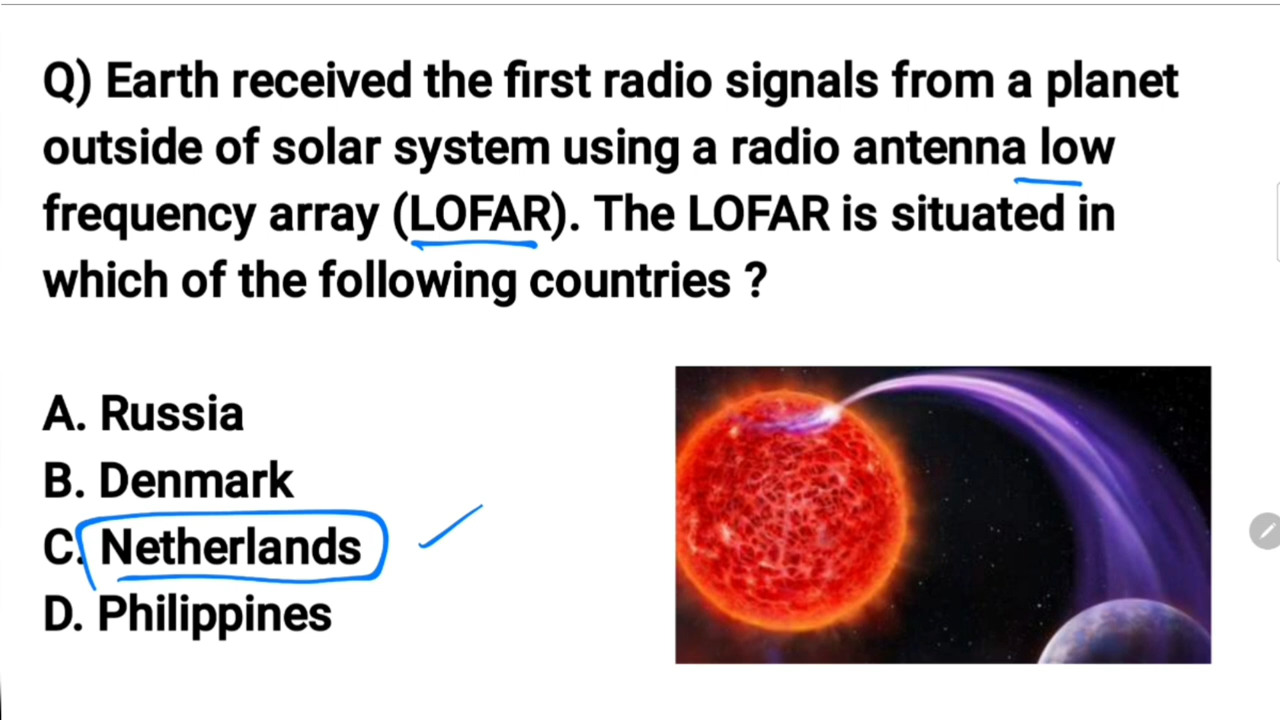 Q) Earth received the first radio signals from a planet
outside of solar system using a radio antenna low
frequency array (LOFAR). The LOFAR is situated in
which of the following countries ?
A. Russia
B. Denmark
C. Netherlands
D. Philippines